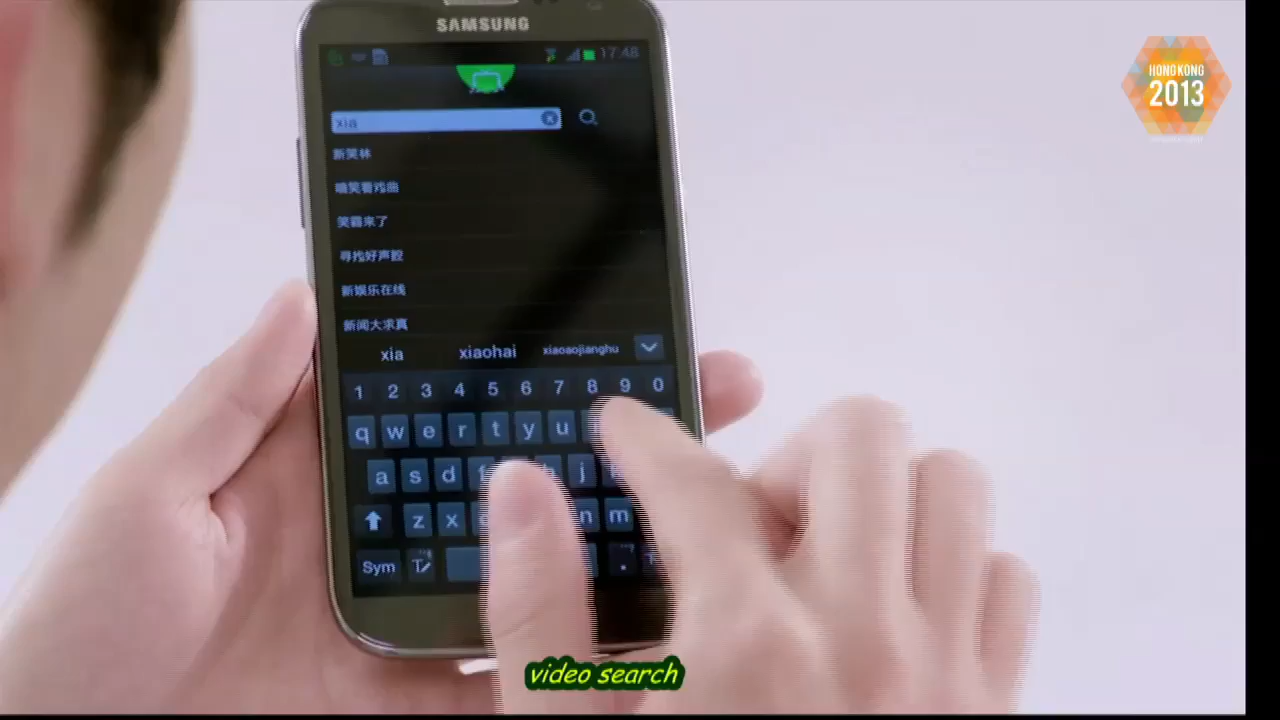 SAMSUNG
17:48
HONG KONG
2013
xia
新笑林
嘻笑看戏曲
笑霸来了
寻找好声腔
新娱乐在线
新闻大求真
xia xiaohai xiaoaojianghu
1 2 3 4 5 6 7 8 9 0
q w e r t y u
a s d f h j
z x n m
Sym T .
video search